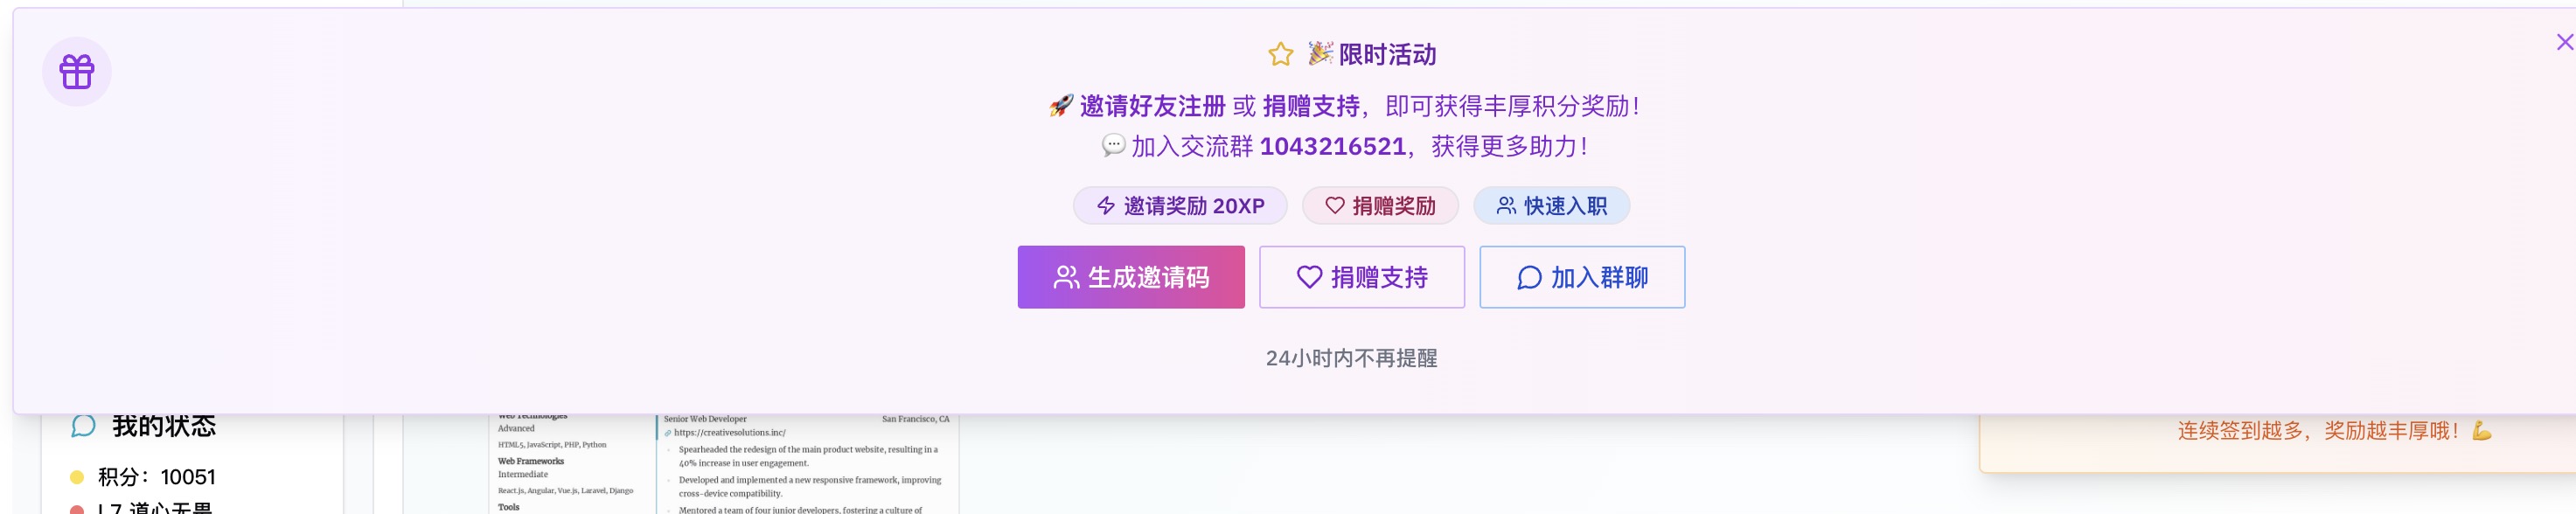 🎉 限时活动
🚀 邀请好友注册 或 捐赠支持，即可获得丰厚积分奖励！
💬 加入交流群 1043216521，获得更多助力！
邀请奖励 20XP
捐赠奖励
快速入职
生成邀请码
捐赠支持
加入群聊
24小时内不再提醒
我的状态
积分：10051
L7 道心无畏
Web Technologies
Advanced
HTML5, JavaScript, PHP, Python
Web Frameworks
Intermediate
React.js, Angular, Vue.js, Laravel, Django
Tools
Senior Web Developer
San Francisco, CA
https://creativesolutions.inc/
Spearheaded the redesign of the main product website, resulting in a
40% increase in user engagement.
Developed and implemented a new responsive framework, improving
cross-device compatibility.
Mentored a team of four junior developers, fostering a culture of
连续签到越多，奖励越丰厚哦！💪